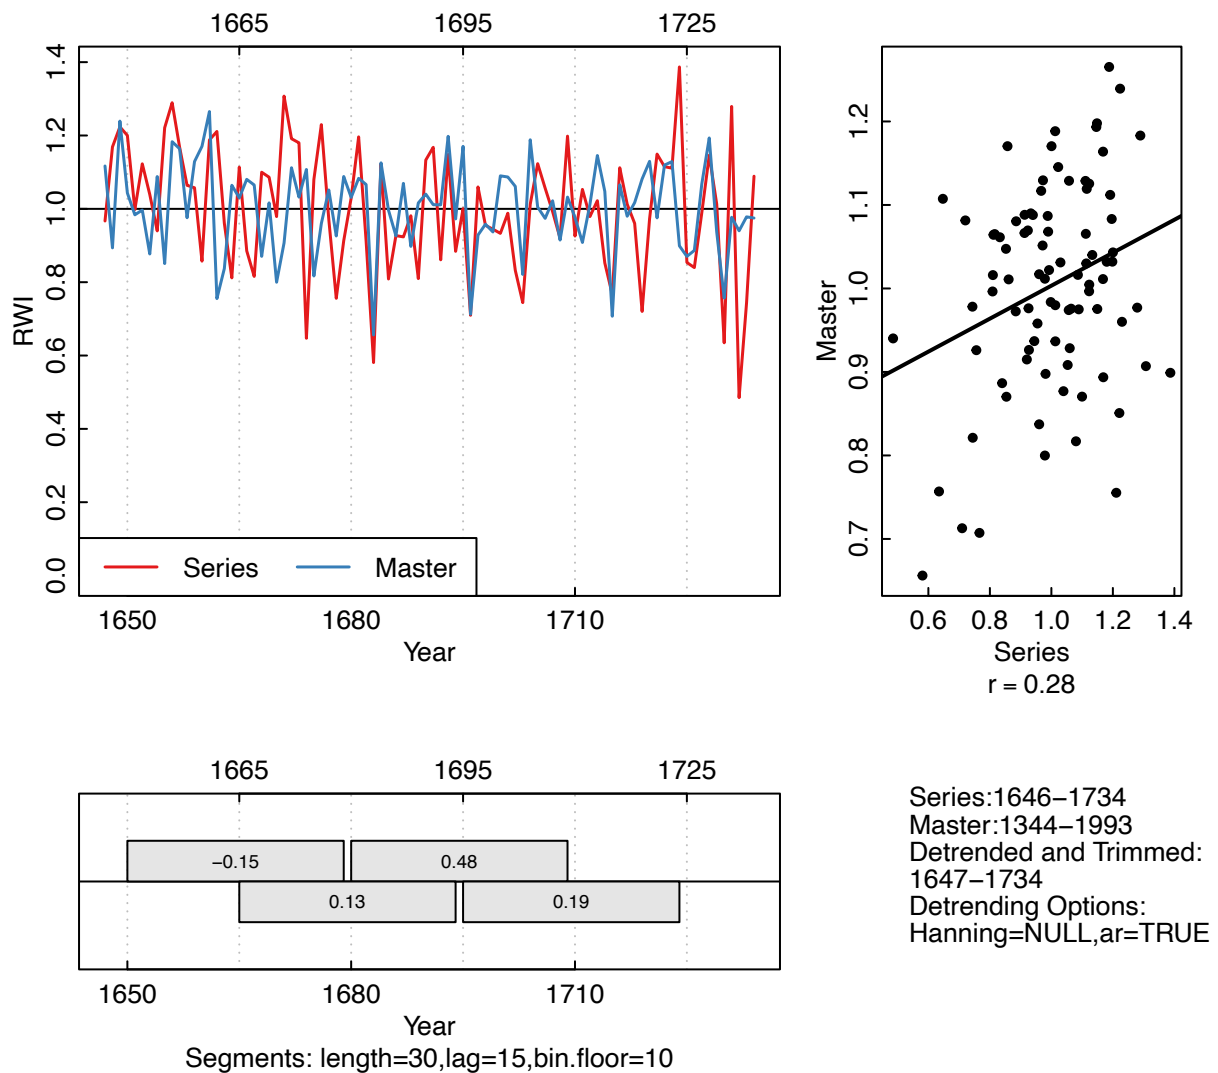 1665 1695 1725
1.4
1.2
1.0
0.8
0.6
0.4
0.2
0.0
RWI
Series Master
1650 1680 1710
Year
1.2
1.1
1.0
0.9
0.8
0.7
Master
0.6 0.8 1.0 1.2 1.4
Series
r = 0.28
1665 1695 1725
−0.15 0.48
0.13 0.19
1650 1680 1710
Year
Segments: length=30,lag=15,bin.floor=10
Series:1646−1734
Master:1344−1993
Detrended and Trimmed:
1647−1734
Detrending Options:
Hanning=NULL,ar=TRUE